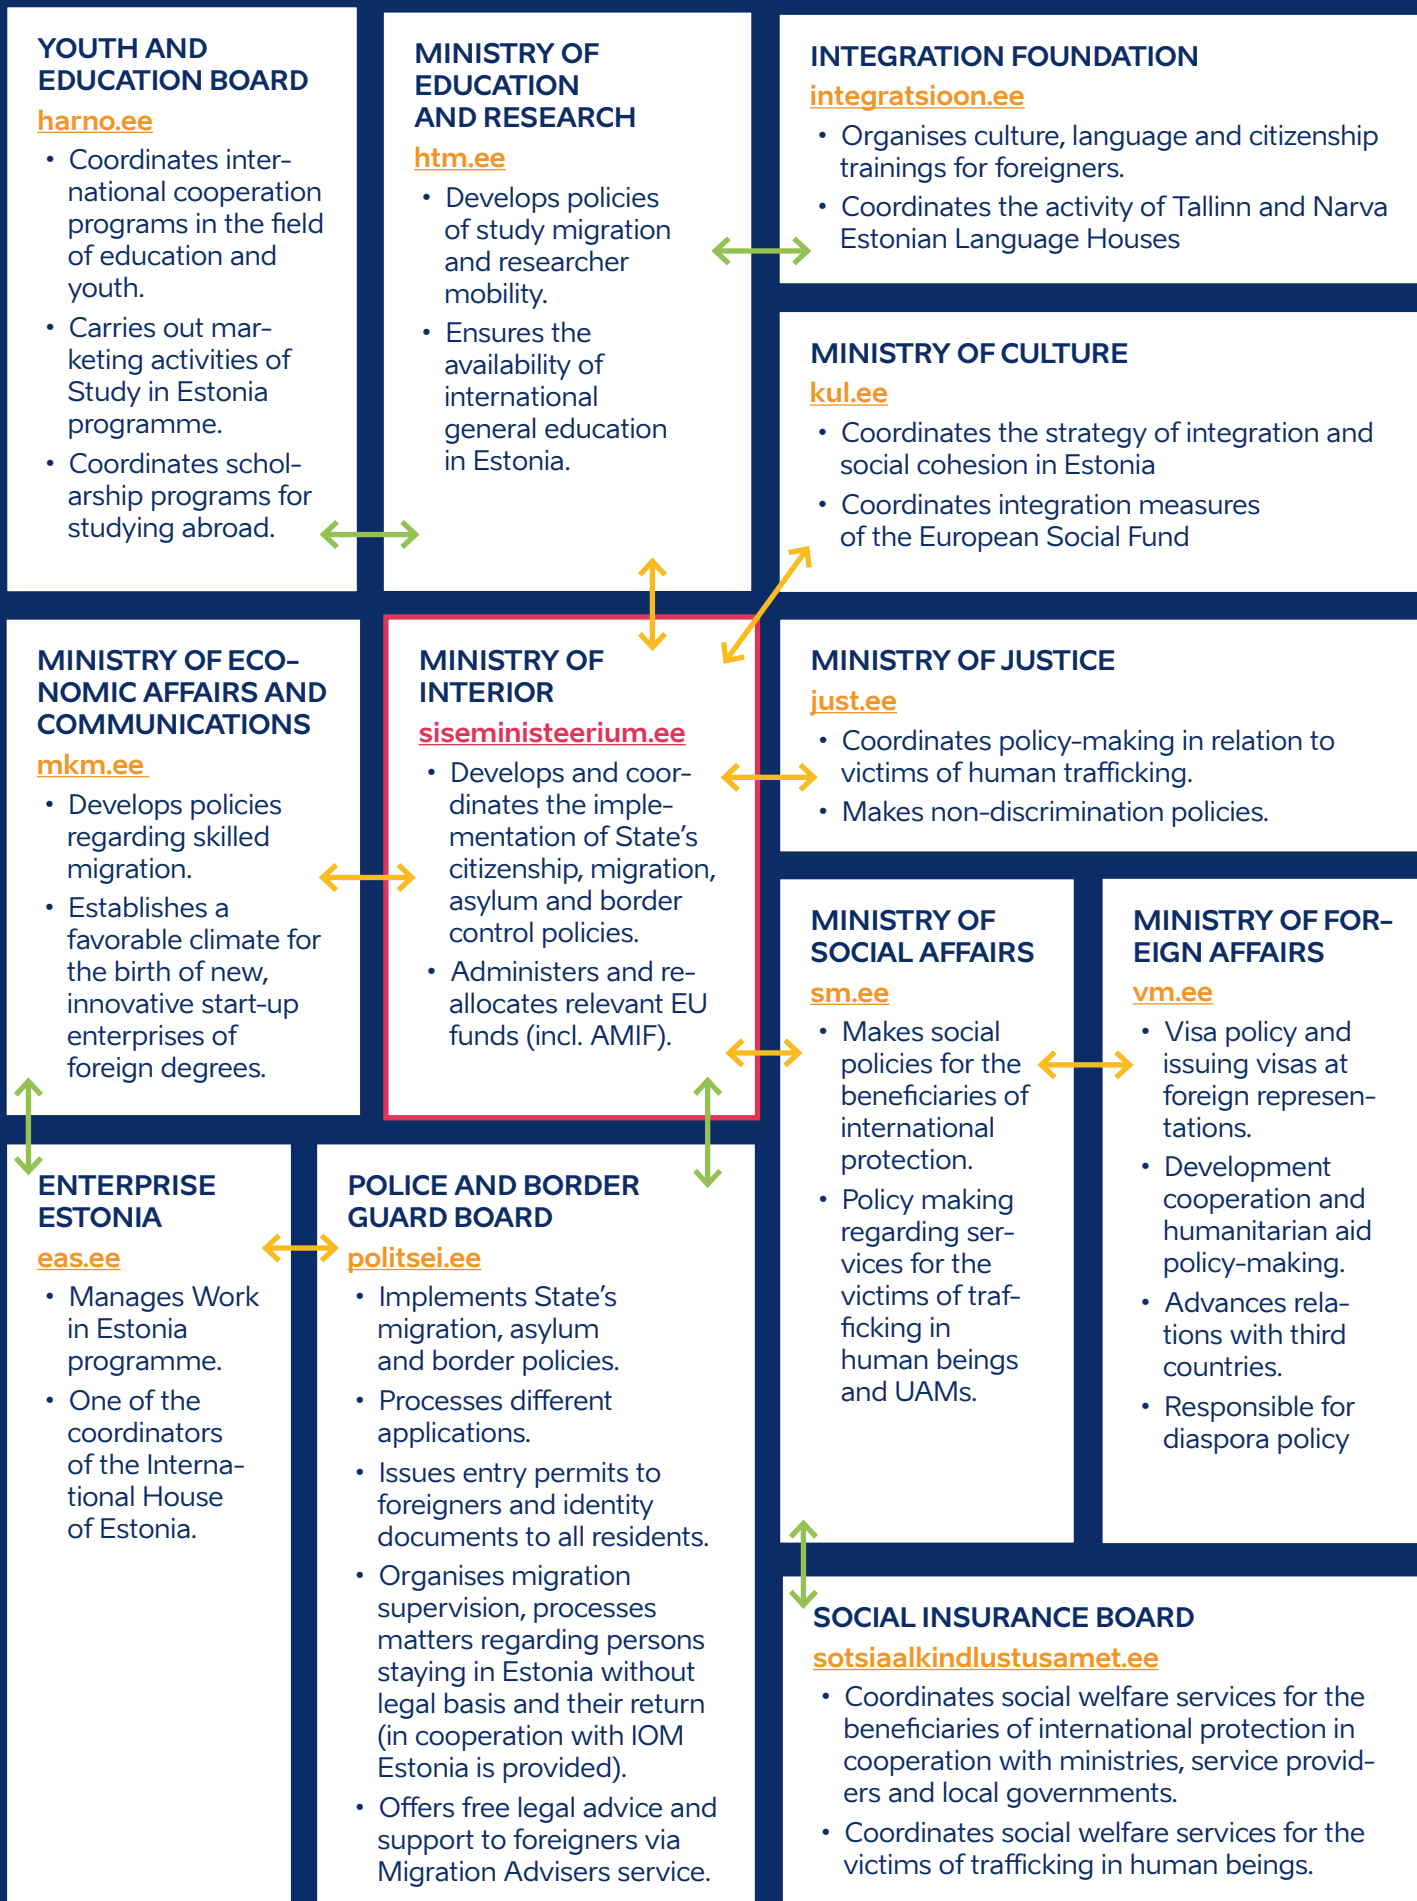 YOUTH AND
EDUCATION BOARD
harno.ee
• Coordinates inter-
national cooperation
programs in the field
of education and
youth.
• Carries out mar-
keting activities of
Study in Estonia
programme.
• Coordinates schol-
arship programs for
studying abroad.
MINISTRY OF
EDUCATION
AND RESEARCH
htm.ee
• Develops policies
of study migration
and researcher
mobility.
• Ensures the
availability of
international
general education
in Estonia.
INTEGRATION FOUNDATION
integratsioon.ee
• Organises culture, language and citizenship
trainings for foreigners.
• Coordinates the activity of Tallinn and Narva
Estonian Language Houses
MINISTRY OF CULTURE
kul.ee
• Coordinates the strategy of integration and
social cohesion in Estonia
• Coordinates integration measures
of the European Social Fund
MINISTRY OF ECO-
NOMIC AFFAIRS AND
COMMUNICATIONS
mkm.ee
• Develops policies
regarding skilled
migration.
• Establishes a
favorable climate for
the birth of new,
innovative start-up
enterprises of
foreign degrees.
MINISTRY OF
INTERIOR
siseministeerium.ee
• Develops and coor-
dinates the imple-
mentation of State's
citizenship, migration,
asylum and border
control policies.
• Administers and re-
allocates relevant EU
funds (incl. AMIF).
MINISTRY OF JUSTICE
just.ee
• Coordinates policy-making in relation to
victims of human trafficking.
• Makes non-discrimination policies.
MINISTRY OF
SOCIAL AFFAIRS
sm.ee
• Makes social
policies for the
beneficiaries of
international
protection.
• Policy making
regarding ser-
vices for the
victims of traf-
ficking in
human beings
and UAMs.
MINISTRY OF FOR-
EIGN AFFAIRS
vm.ee
• Visa policy and
issuing visas at
foreign represen-
tations.
• Development
cooperation and
humanitarian aid
policy-making.
• Advances rela-
tions with third
countries.
• Responsible for
diaspora policy
ENTERPRISE
ESTONIA
eas.ee
• Manages Work
in Estonia
programme.
• One of the
coordinators
of the Interna-
tional House
of Estonia.
POLICE AND BORDER
GUARD BOARD
politsei.ee
• Implements State's
migration, asylum
and border policies.
• Processes different
applications.
• Issues entry permits to
foreigners and identity
documents to all residents.
• Organises migration
supervision, processes
matters regarding persons
staying in Estonia without
legal basis and their return
(in cooperation with IOM
Estonia is provided).
• Offers free legal advice and
support to foreigners via
Migration Advisers service.
SOCIAL INSURANCE BOARD
sotsiaalkindlustusamet.ee
• Coordinates social welfare services for the
beneficiaries of international protection in
cooperation with ministries, service provid-
ers and local governments.
• Coordinates social welfare services for the
victims of trafficking in human beings.